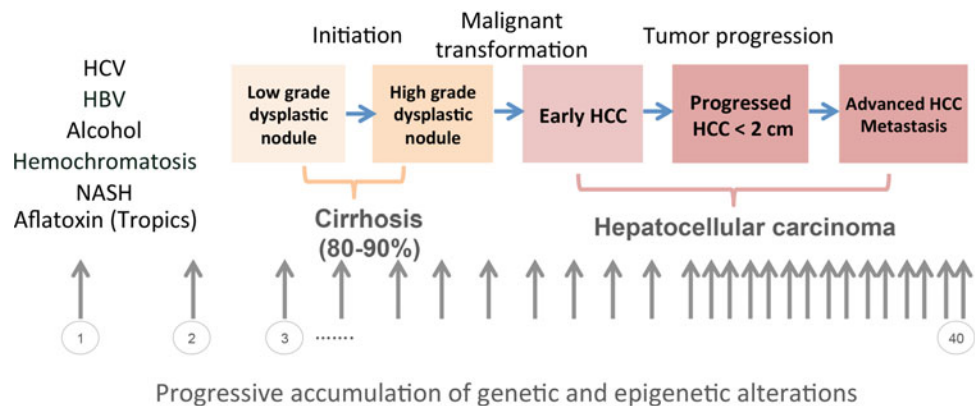 Initiation
Malignant
transformation
Tumor progression
HCV
HBV
Alcohol
Hemochromatosis
NASH
Aflatoxin (Tropics)
Low grade
dysplastic
nodule
High grade
dysplastic
nodule
Early HCC
Progressed
HCC < 2 cm
Advanced HCC
Metastasis
Cirrhosis
(80-90%)
Hepatocellular carcinoma
1
2
3
.......
40
Progressive accumulation of genetic and epigenetic alterations